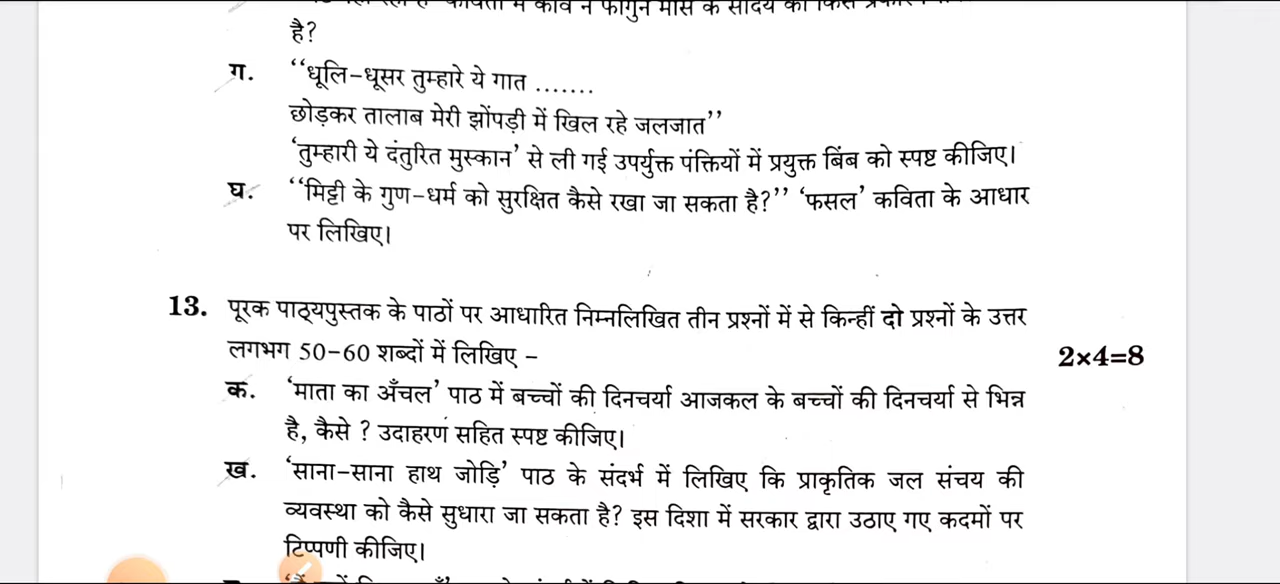 है?
ग. “धूलि-धूसर तुम्हारे ये गात .......
छोड़कर तालाब मेरी झोंपड़ी में खिल रहे जलजात”
‘तुम्हारी ये दंतुरित मुस्कान’ से ली गई उपर्युक्त पंक्तियों में प्रयुक्त बिंब को स्पष्ट कीजिए।
घ. “मिट्टी के गुण-धर्म को सुरक्षित कैसे रखा जा सकता है?” ‘फसल’ कविता के आधार
पर लिखिए।
13. पूरक पाठ्यपुस्तक के पाठों पर आधारित निम्नलिखित तीन प्रश्नों में से किन्हीं दो प्रश्नों के उत्तर
लगभग 50-60 शब्दों में लिखिए - 2×4=8
क. ‘माता का अँचल’ पाठ में बच्चों की दिनचर्या आजकल के बच्चों की दिनचर्या से भिन्न
है, कैसे ? उदाहरण सहित स्पष्ट कीजिए।
ख. ‘साना-साना हाथ जोड़ि’ पाठ के संदर्भ में लिखिए कि प्राकृतिक जल संचय की
व्यवस्था को कैसे सुधारा जा सकता है? इस दिशा में सरकार द्वारा उठाए गए कदमों पर
टिप्पणी कीजिए।